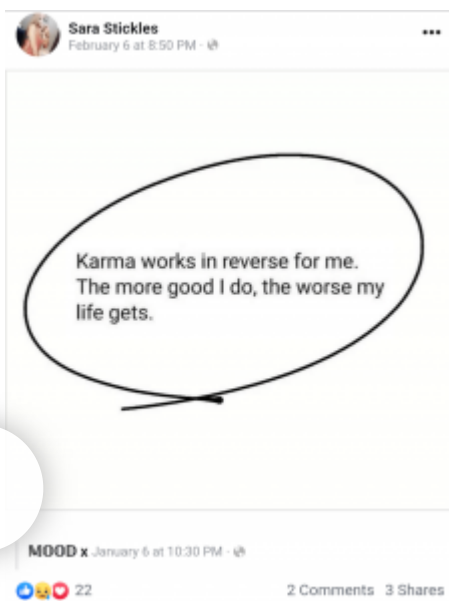 Sara Stickles
February 6 at 8:50 PM ·
Karma works in reverse for me.
The more good I do, the worse my
life gets.
MOOD x January 6 at 10:30 PM ·
22 2 Comments 3 Shares